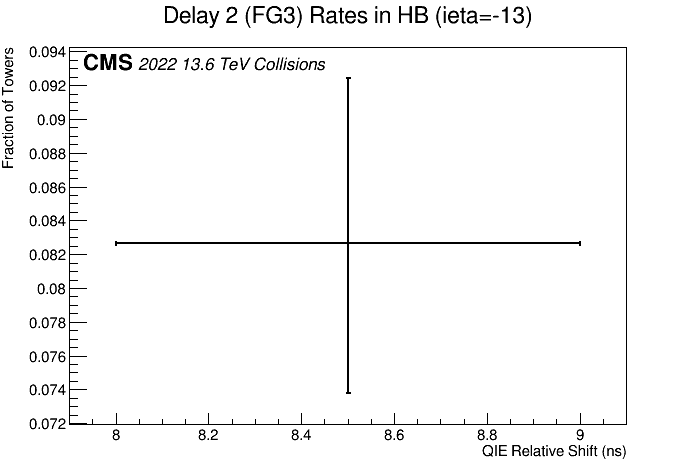 Delay 2 (FG3) Rates in HB (ieta=-13)
CMS 2022 13.6 TeV Collisions
Fraction of Towers
0.094
0.092
0.09
0.088
0.086
0.084
0.082
0.08
0.078
0.076
0.074
0.072
8 8.2 8.4 8.6 8.8 9
QIE Relative Shift (ns)